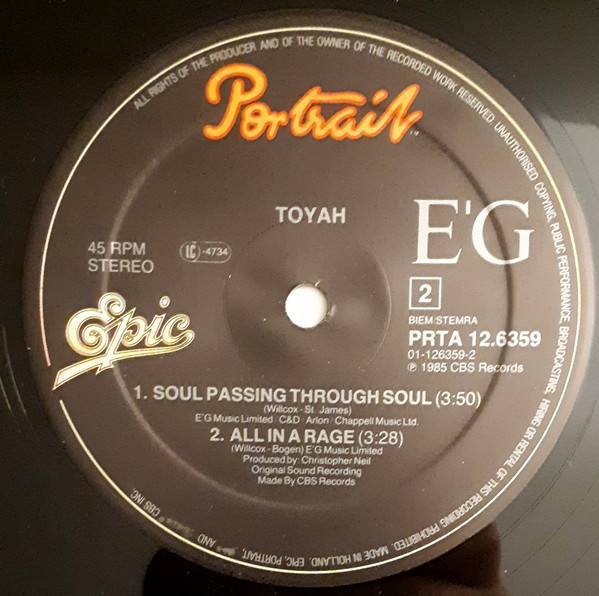 ALL RIGHTS OF THE PRODUCER AND OF THE OWNER OF THE RECORDED WORK RESERVED. UNAUTHORISED COPYING, PUBLIC PERFORMANCE, BROADCASTING, HIRING OR RENTAL OF THIS RECORDING PROHIBITED. MADE IN HOLLAND. EPIC, PORTRAIT,
CBS INC.
Portrait
TOYAH
E'G
45 RPM
STEREO
LC -4734
2
BIEM/STEMRA
PRTA 12.6359
01-126359-2
℗ 1985 CBS Records
Epic
1. SOUL PASSING THROUGH SOUL (3:50)
(Willcox - St. James)
E'G Music Limited / C&D / Arlon / Chappell Music Ltd.
2. ALL IN A RAGE (3:28)
(Willcox - Bogen) E'G Music Limited
Produced by: Christopher Neil
Original Sound Recording
Made By CBS Records